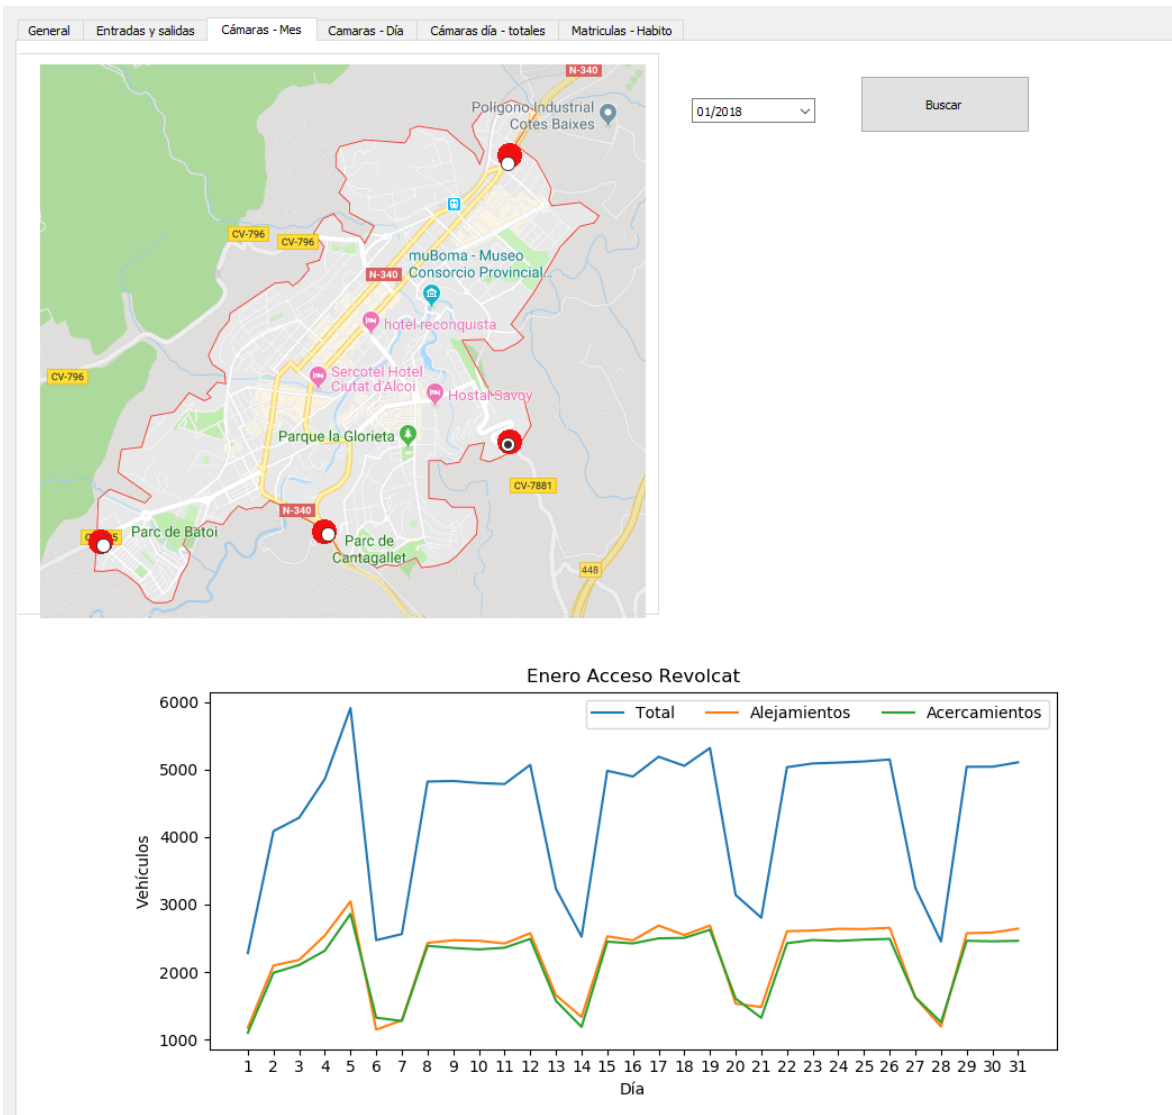 General Entradas y salidas Cámaras - Mes Camaras - Día Cámaras día - totales Matriculas - Habito
01/2018
Buscar
N-340
Polígono Industrial
Cotes Baixes
CV-796
CV-796
muBoma - Museo
Consorcio Provincial...
N-340
hotel reconquista
CV-796
Sercotel Hotel
Ciutat d'Alcoi
Hostal Savoy
Parque la Glorieta
CV-7881
N-340
Parc de Batoi
Parc de
Cantagallet
448
Enero Acceso Revolcat
Total Alejamientos Acercamientos
Vehículos
6000
5000
4000
3000
2000
1000
1 2 3 4 5 6 7 8 9 10 11 12 13 14 15 16 17 18 19 20 21 22 23 24 25 26 27 28 29 30 31
Día